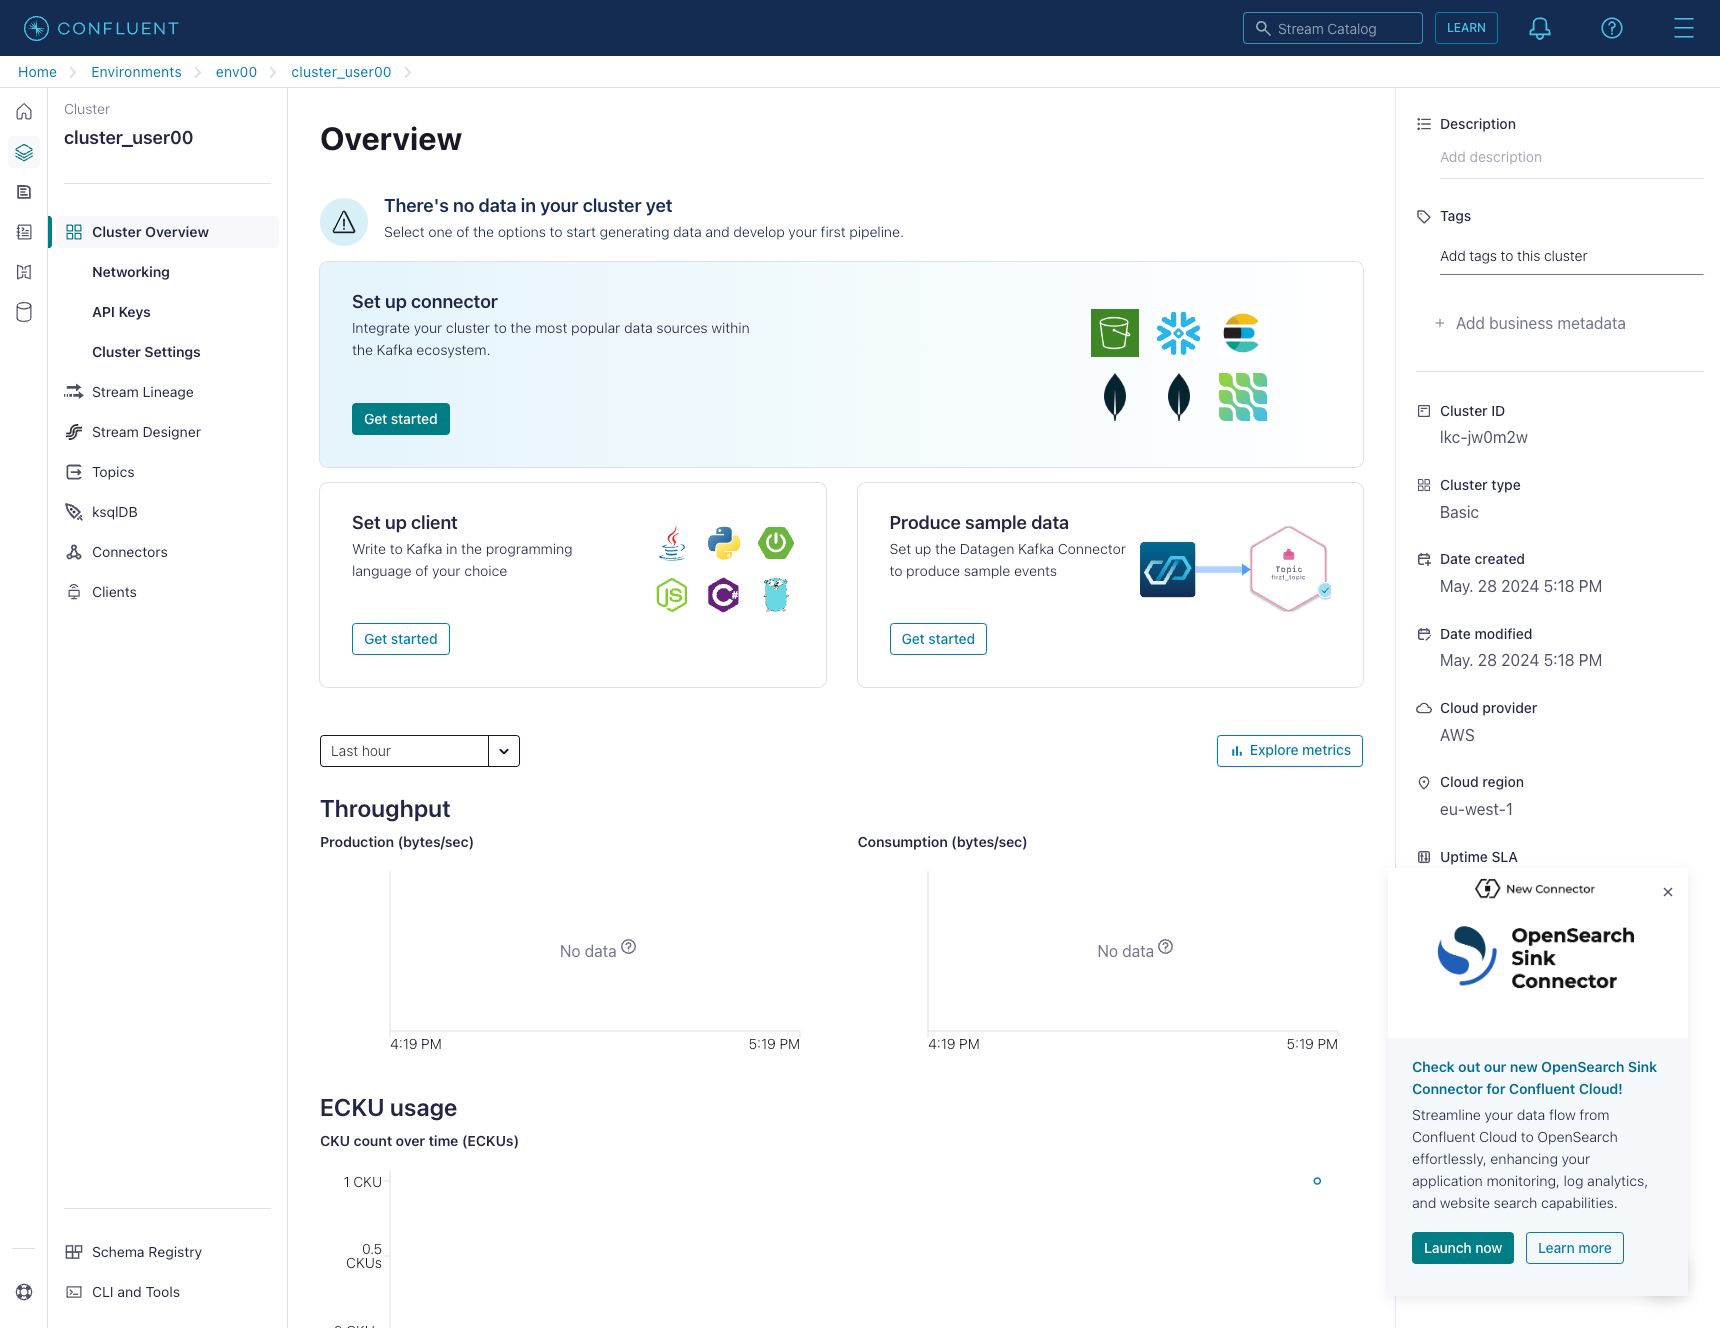 CONFLUENT
Stream Catalog
LEARN
Home
Environments
env00
cluster_user00
Cluster
cluster_user00
Cluster Overview
Networking
API Keys
Cluster Settings
Stream Lineage
Stream Designer
Topics
ksqlDB
Connectors
Clients
Schema Registry
CLI and Tools
Overview
There's no data in your cluster yet
Select one of the options to start generating data and develop your first pipeline.
Set up connector
Integrate your cluster to the most popular data sources within
the Kafka ecosystem.
Get started
Set up client
Write to Kafka in the programming
language of your choice
JS
C#
Get started
Produce sample data
Set up the Datagen Kafka Connector
to produce sample events
Topic
first_topic
Get started
Last hour
Explore metrics
Throughput
Production (bytes/sec)
No data
4:19 PM
5:19 PM
Consumption (bytes/sec)
No data
4:19 PM
5:19 PM
ECKU usage
CKU count over time (ECKUs)
1 CKU
0.5
CKUs
Description
Add description
Tags
Add tags to this cluster
+ Add business metadata
Cluster ID
lkc-jw0m2w
Cluster type
Basic
Date created
May. 28 2024 5:18 PM
Date modified
May. 28 2024 5:18 PM
Cloud provider
AWS
Cloud region
eu-west-1
Uptime SLA
New Connector
OpenSearch
Sink
Connector
Check out our new OpenSearch Sink
Connector for Confluent Cloud!
Streamline your data flow from
Confluent Cloud to OpenSearch
effortlessly, enhancing your
application monitoring, log analytics,
and website search capabilities.
Launch now
Learn more